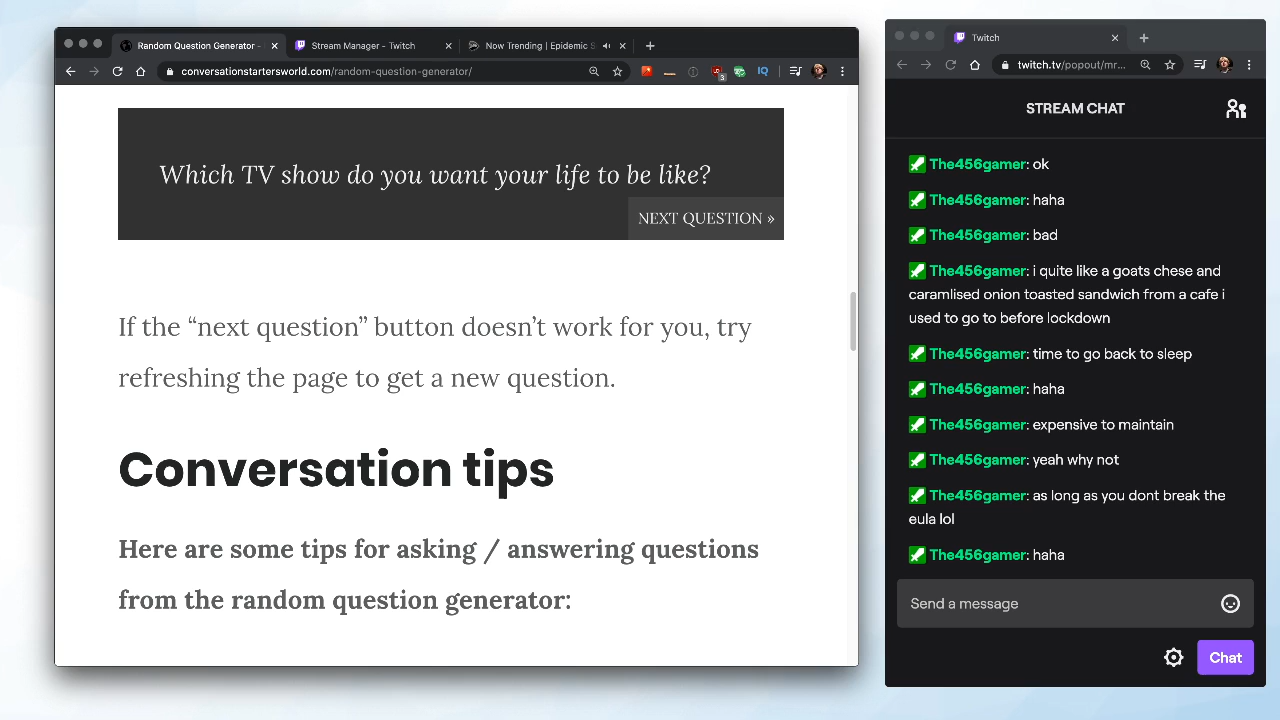 Random Question Generator -
Stream Manager - Twitch
Now Trending | Epidemic S
conversationstartersworld.com/random-question-generator/
3
IQ
Which TV show do you want your life to be like?
NEXT QUESTION »
If the “next question” button doesn’t work for you, try
refreshing the page to get a new question.
Conversation tips
Here are some tips for asking / answering questions
from the random question generator:
Twitch
twitch.tv/popout/mr...
STREAM CHAT
The456gamer: ok
The456gamer: haha
The456gamer: bad
The456gamer: i quite like a goats chese and
caramlised onion toasted sandwich from a cafe i
used to go to before lockdown
The456gamer: time to go back to sleep
The456gamer: haha
The456gamer: expensive to maintain
The456gamer: yeah why not
The456gamer: as long as you dont break the
eula lol
The456gamer: haha
Send a message
Chat